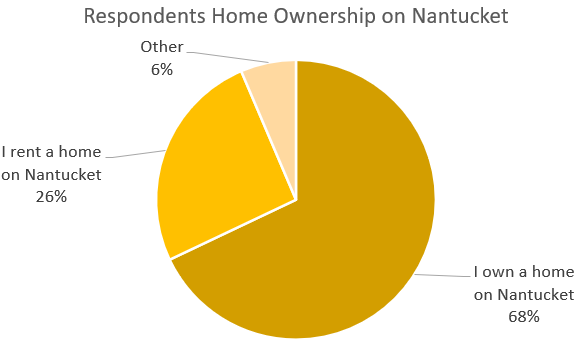 Respondents Home Ownership on Nantucket
Other
6%
I rent a home
on Nantucket
26%
I own a home
on Nantucket
68%